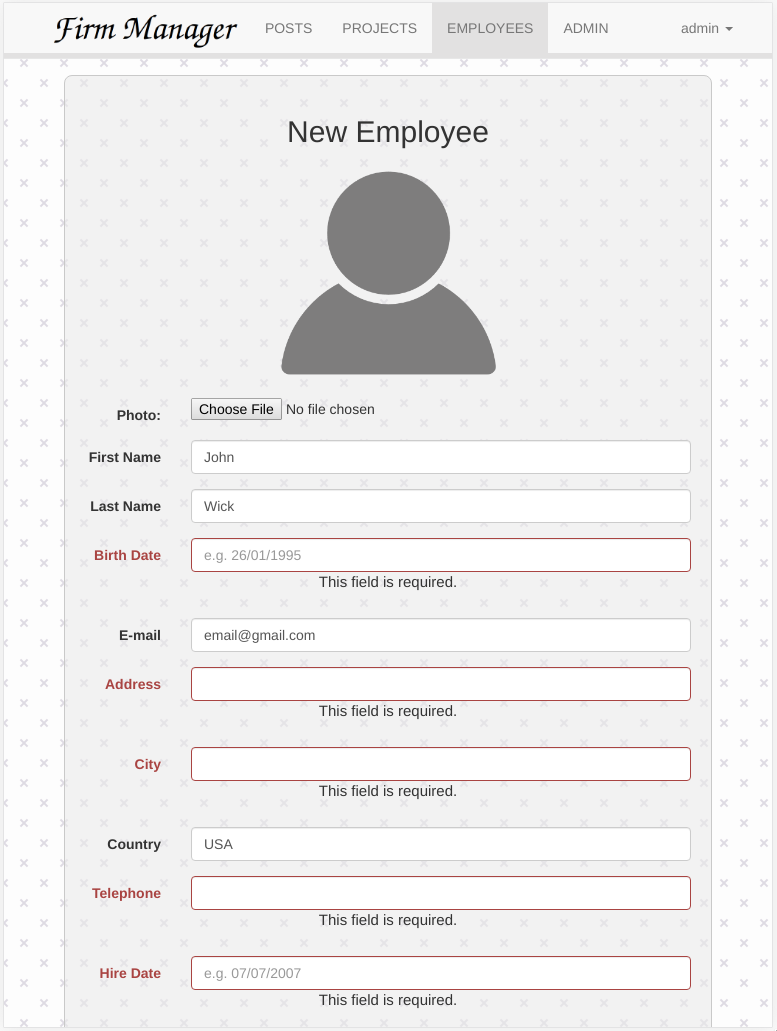 Firm Manager POSTS PROJECTS EMPLOYEES ADMIN admin
New Employee
Photo: Choose File No file chosen
First Name John
Last Name Wick
Birth Date e.g. 26/01/1995
This field is required.
E-mail email@gmail.com
Address
This field is required.
City
This field is required.
Country USA
Telephone
This field is required.
Hire Date e.g. 07/07/2007
This field is required.